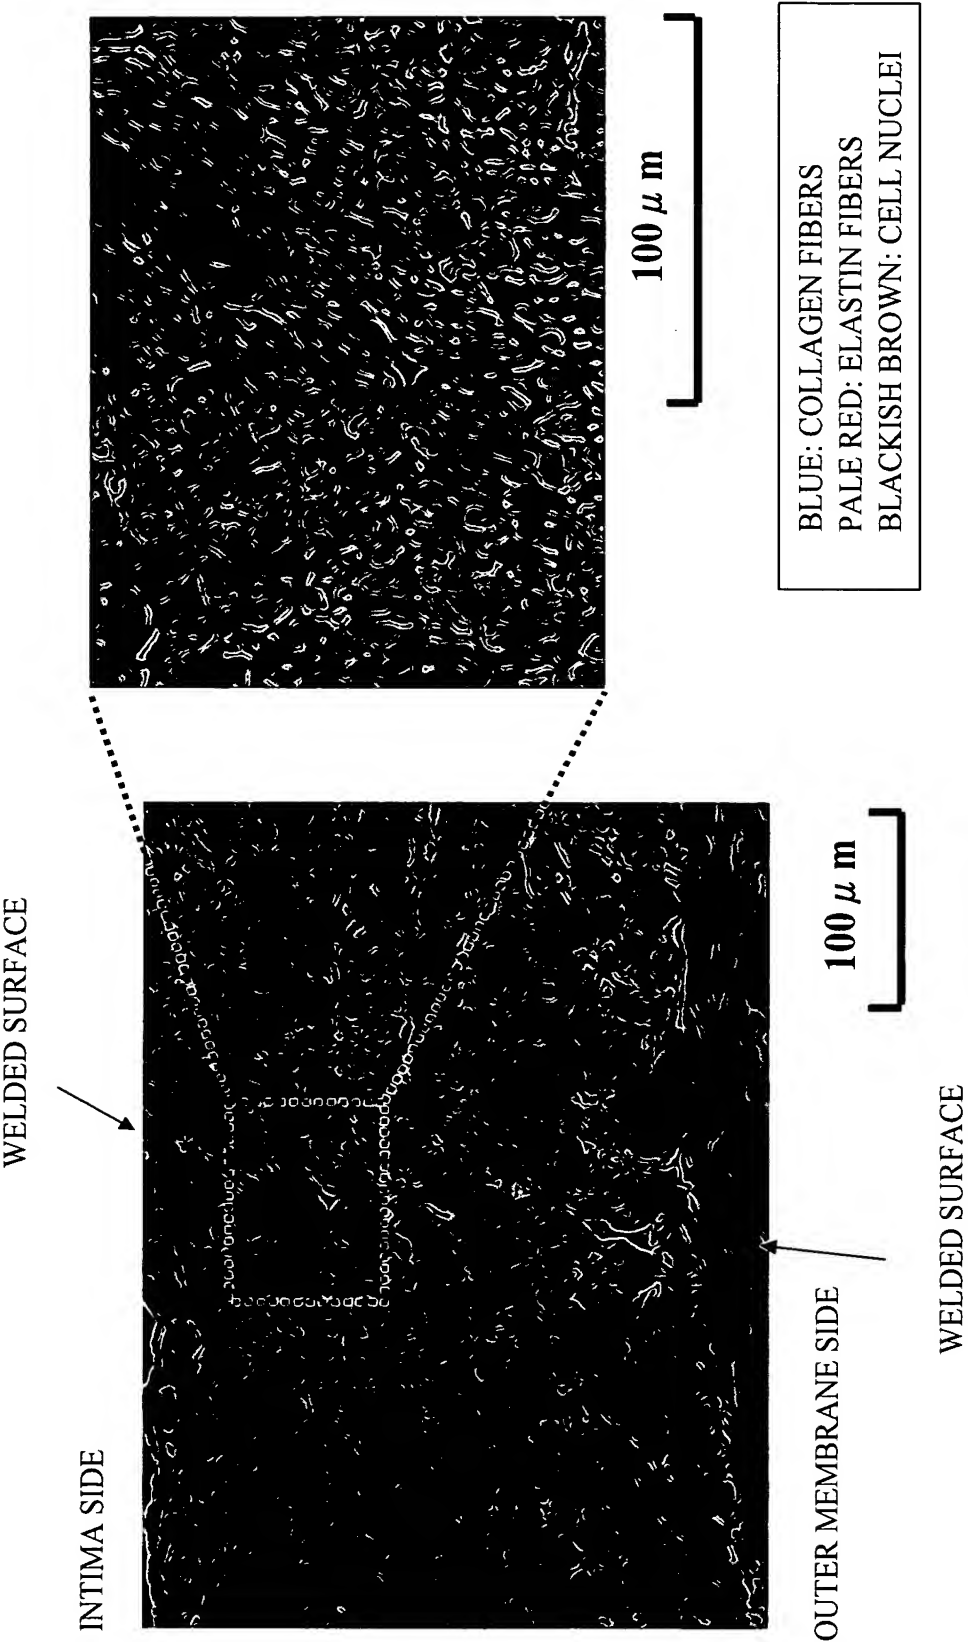 INTIMA SIDE
WELDED SURFACE
OUTER MEMBRANE SIDE
WELDED SURFACE
100 μ m
100 μ m
BLUE: COLLAGEN FIBERS
PALE RED: ELASTIN FIBERS
BLACKISH BROWN: CELL NUCLEI